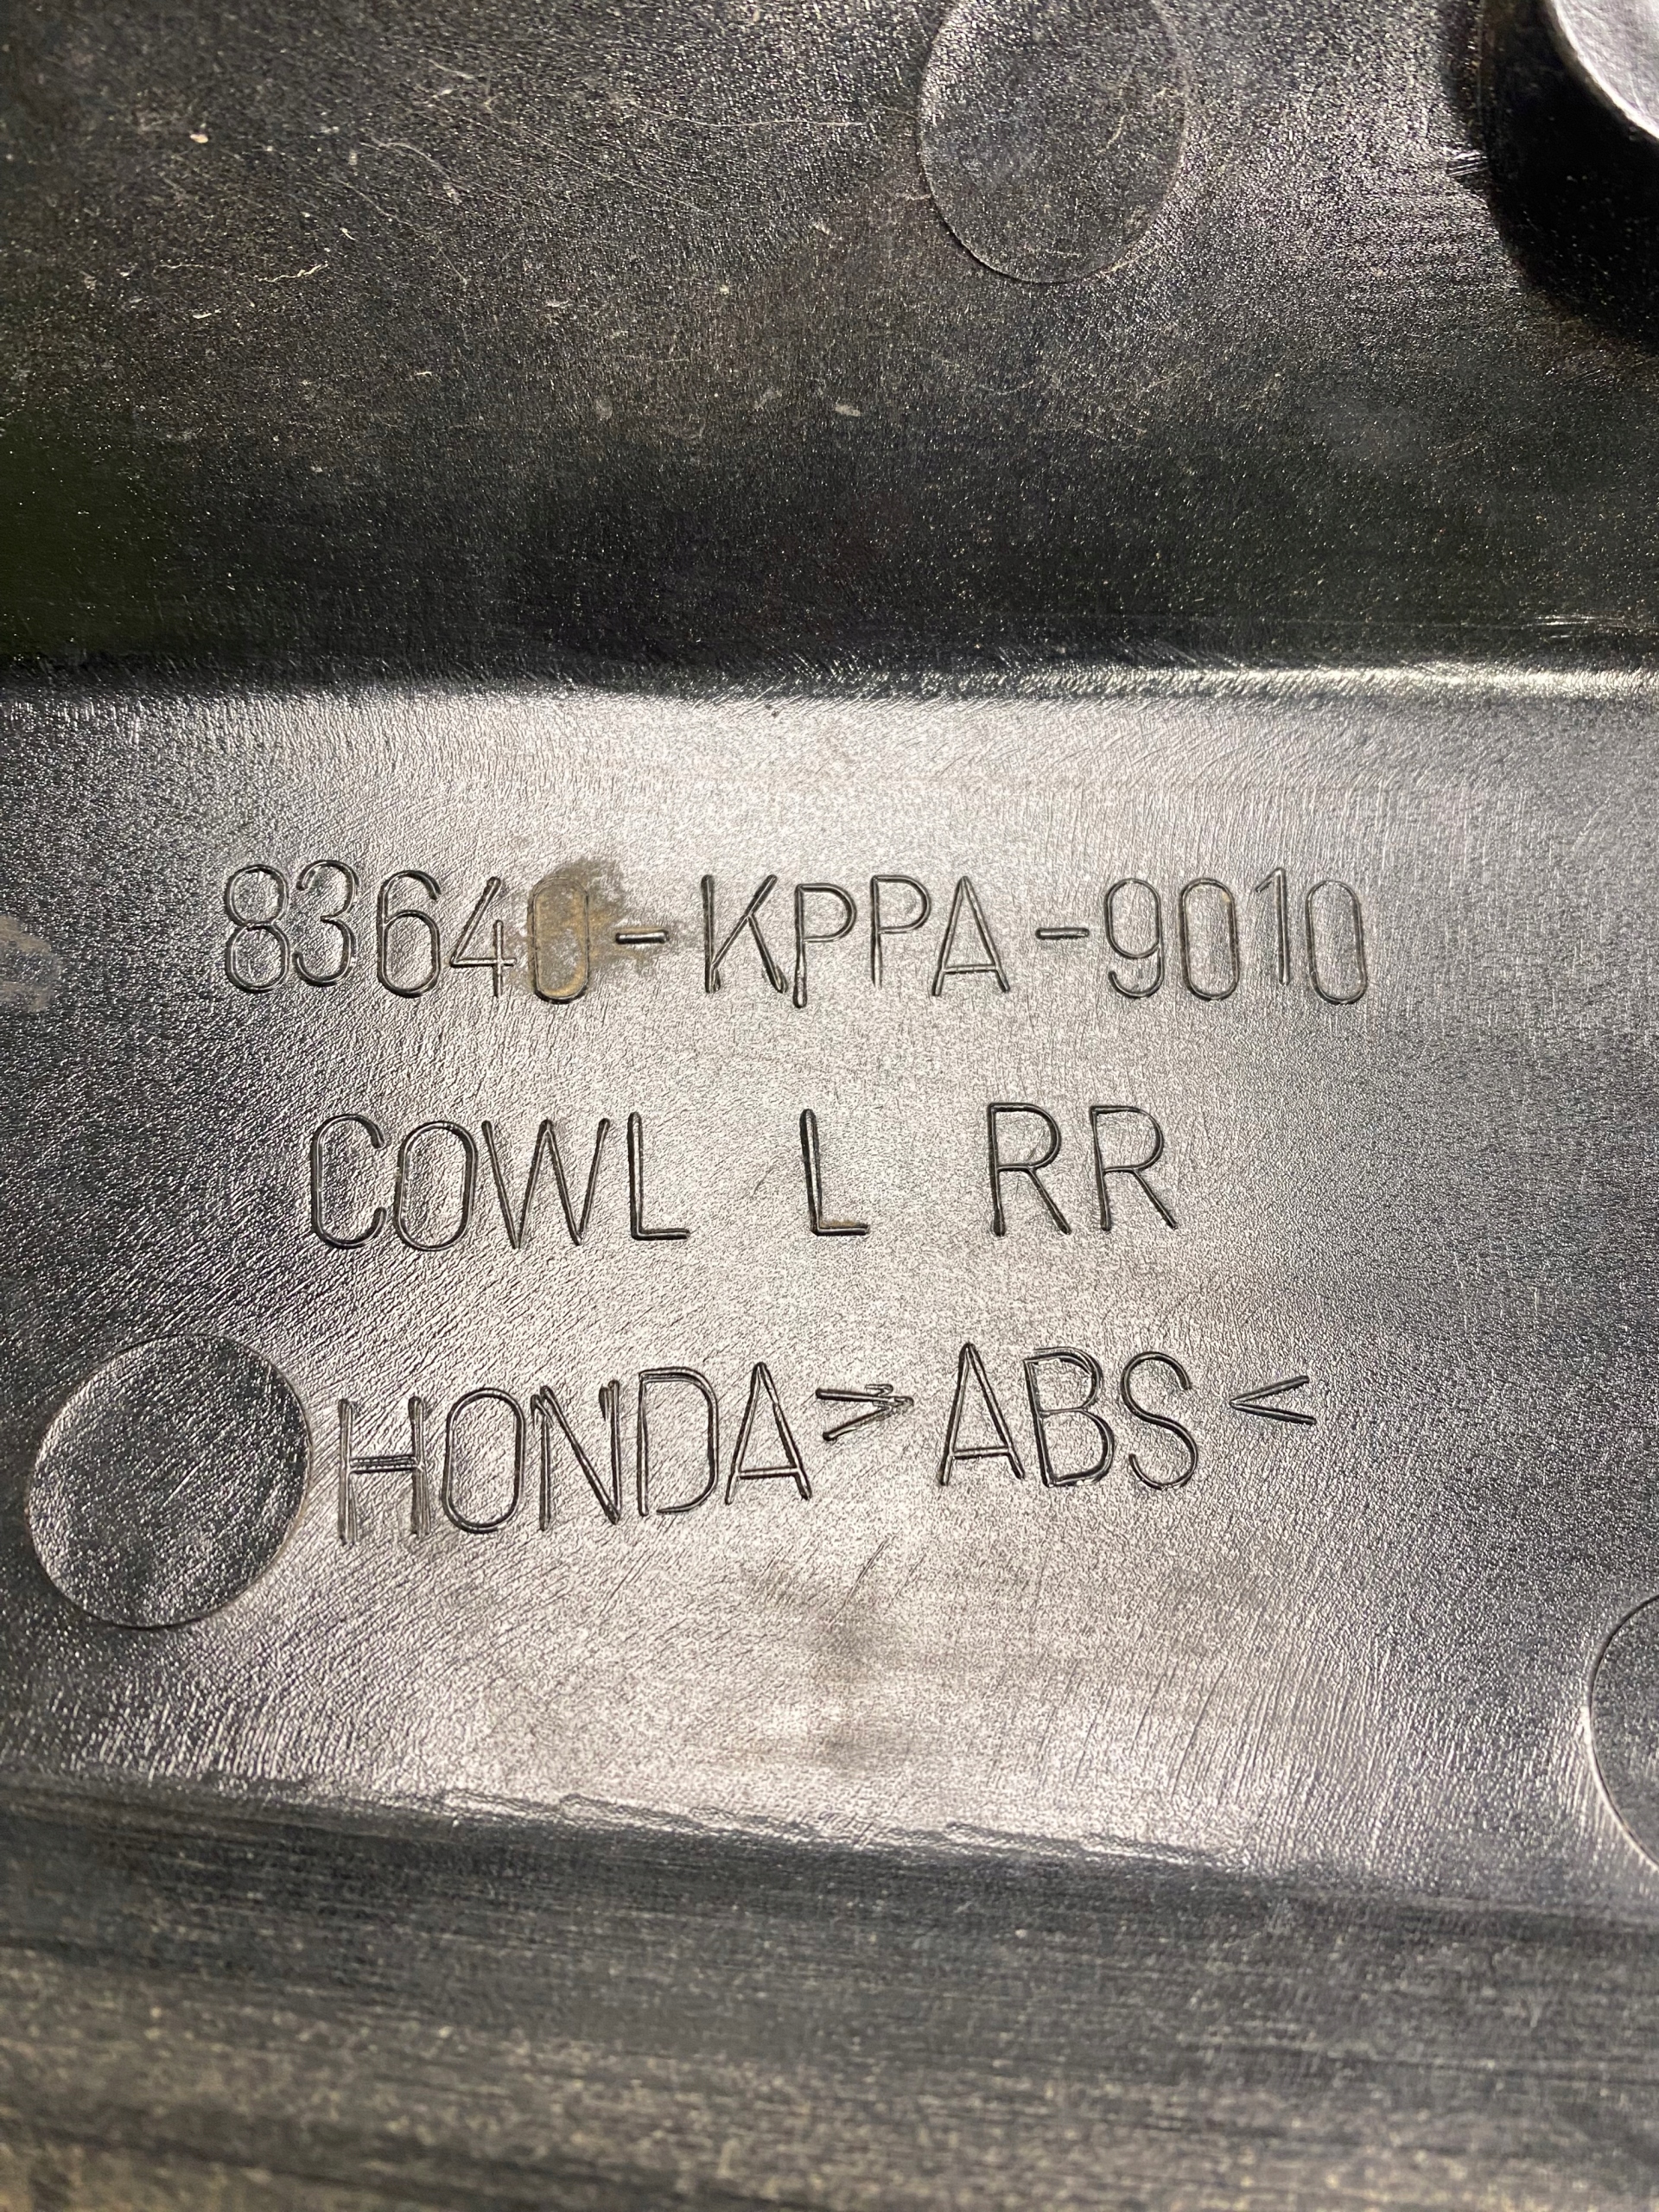 83640-KPPA-9010
COWL L RR
HONDA >ABS<